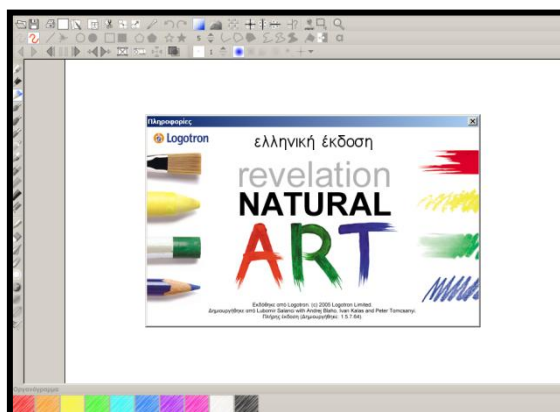 Πληροφορίες
Logotron
ελληνική έκδοση
revelation
NATURAL
ART
Εκδόθηκε από Logotron: (c) 2005 Logotron Limited.
Δημιουργήθηκε από Lubomir Salanci with Andrej Blaho, Ivan Kalas and Peter Tomcsanyi.
Πλήρης έκδοση (Δημιουργήθηκε: 1.9.7.64)